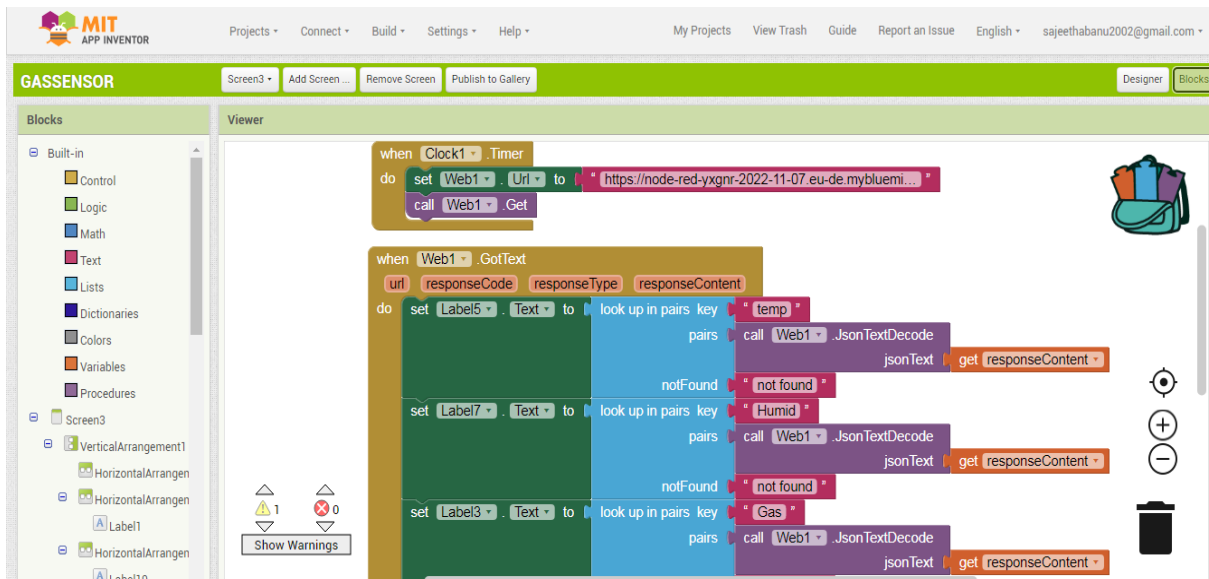 MIT
APP INVENTOR
Projects Connect Build Settings Help My Projects View Trash Guide Report an Issue English sajeethabanu2002@gmail.com
GASSENSOR Screen3 Add Screen ... Remove Screen Publish to Gallery Designer Blocks
Blocks Viewer
Built-in
Control
Logic
Math
Text
Lists
Dictionaries
Colors
Variables
Procedures
Screen3
VerticalArrangement1
HorizontalArrangen
HorizontalArrangen
Label1
HorizontalArrangen
when Clock1 .Timer
do set Web1 . Url to " https://node-red-yxgnr-2022-11-07.eu-de.mybluemi... "
call Web1 .Get
when Web1 .GotText
url responseCode responseType responseContent
do set Label5 . Text to look up in pairs key " temp "
pairs call Web1 .JsonTextDecode
jsonText get responseContent
notFound " not found "
set Label7 . Text to look up in pairs key " Humid "
pairs call Web1 .JsonTextDecode
jsonText get responseContent
notFound " not found "
set Label3 . Text to look up in pairs key " Gas "
pairs call Web1 .JsonTextDecode
jsonText get responseContent
1 0
Show Warnings